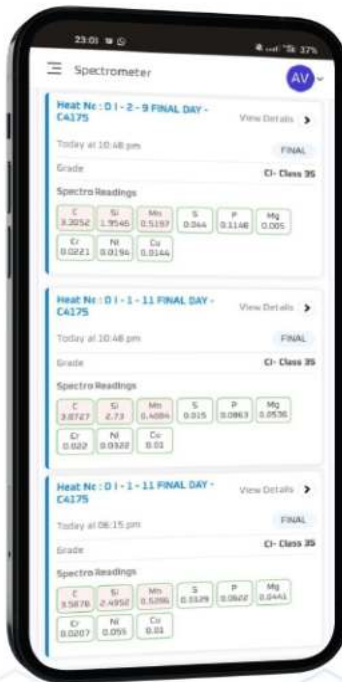 23:01 37%
Spectrometer AV
Heat No : D I - 2 - 9 FINAL DAY - C4175 View Details
Today at 10:48 pm FINAL
Grade CI- Class 35
Spectro Readings
C Si Mn S P Mg
3.2052 1.9546 0.5197 0.044 0.1146 0.005
Cr Ni Cu
0.0221 0.0194 0.0144
Heat No : D I - 1 - 11 FINAL DAY - C4175 View Details
Today at 10:48 pm FINAL
Grade CI- Class 35
Spectro Readings
C Si Mn S P Mg
2.73 0.4084 0.015 0.0863 0.0536
Cr Ni Cu
0.022 0.0322 0.01
Heat No : D I - 1 - 11 FINAL DAY - C4175 View Details
Today at 06:15 pm FINAL
Grade CI- Class 35
Spectro Readings
C Si Mn S P Mg
3.5876 2.4952 0.5286 0.0129 0.0622 0.0441
Cr Ni Cu
0.0207 0.055 0.01